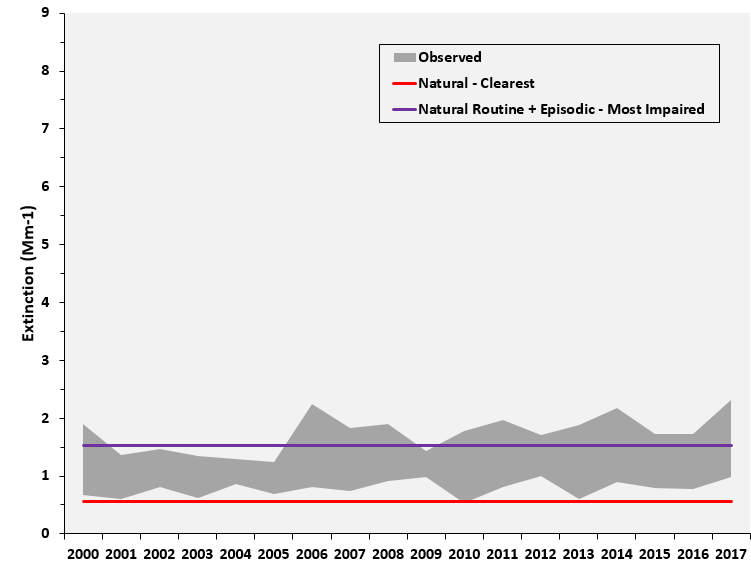 9
8
7
6
5
4
3
2
1
0
Extinction (Mm-1)
Observed
Natural - Clearest
Natural Routine + Episodic - Most Impaired
2000 2001 2002 2003 2004 2005 2006 2007 2008 2009 2010 2011 2012 2013 2014 2015 2016 2017